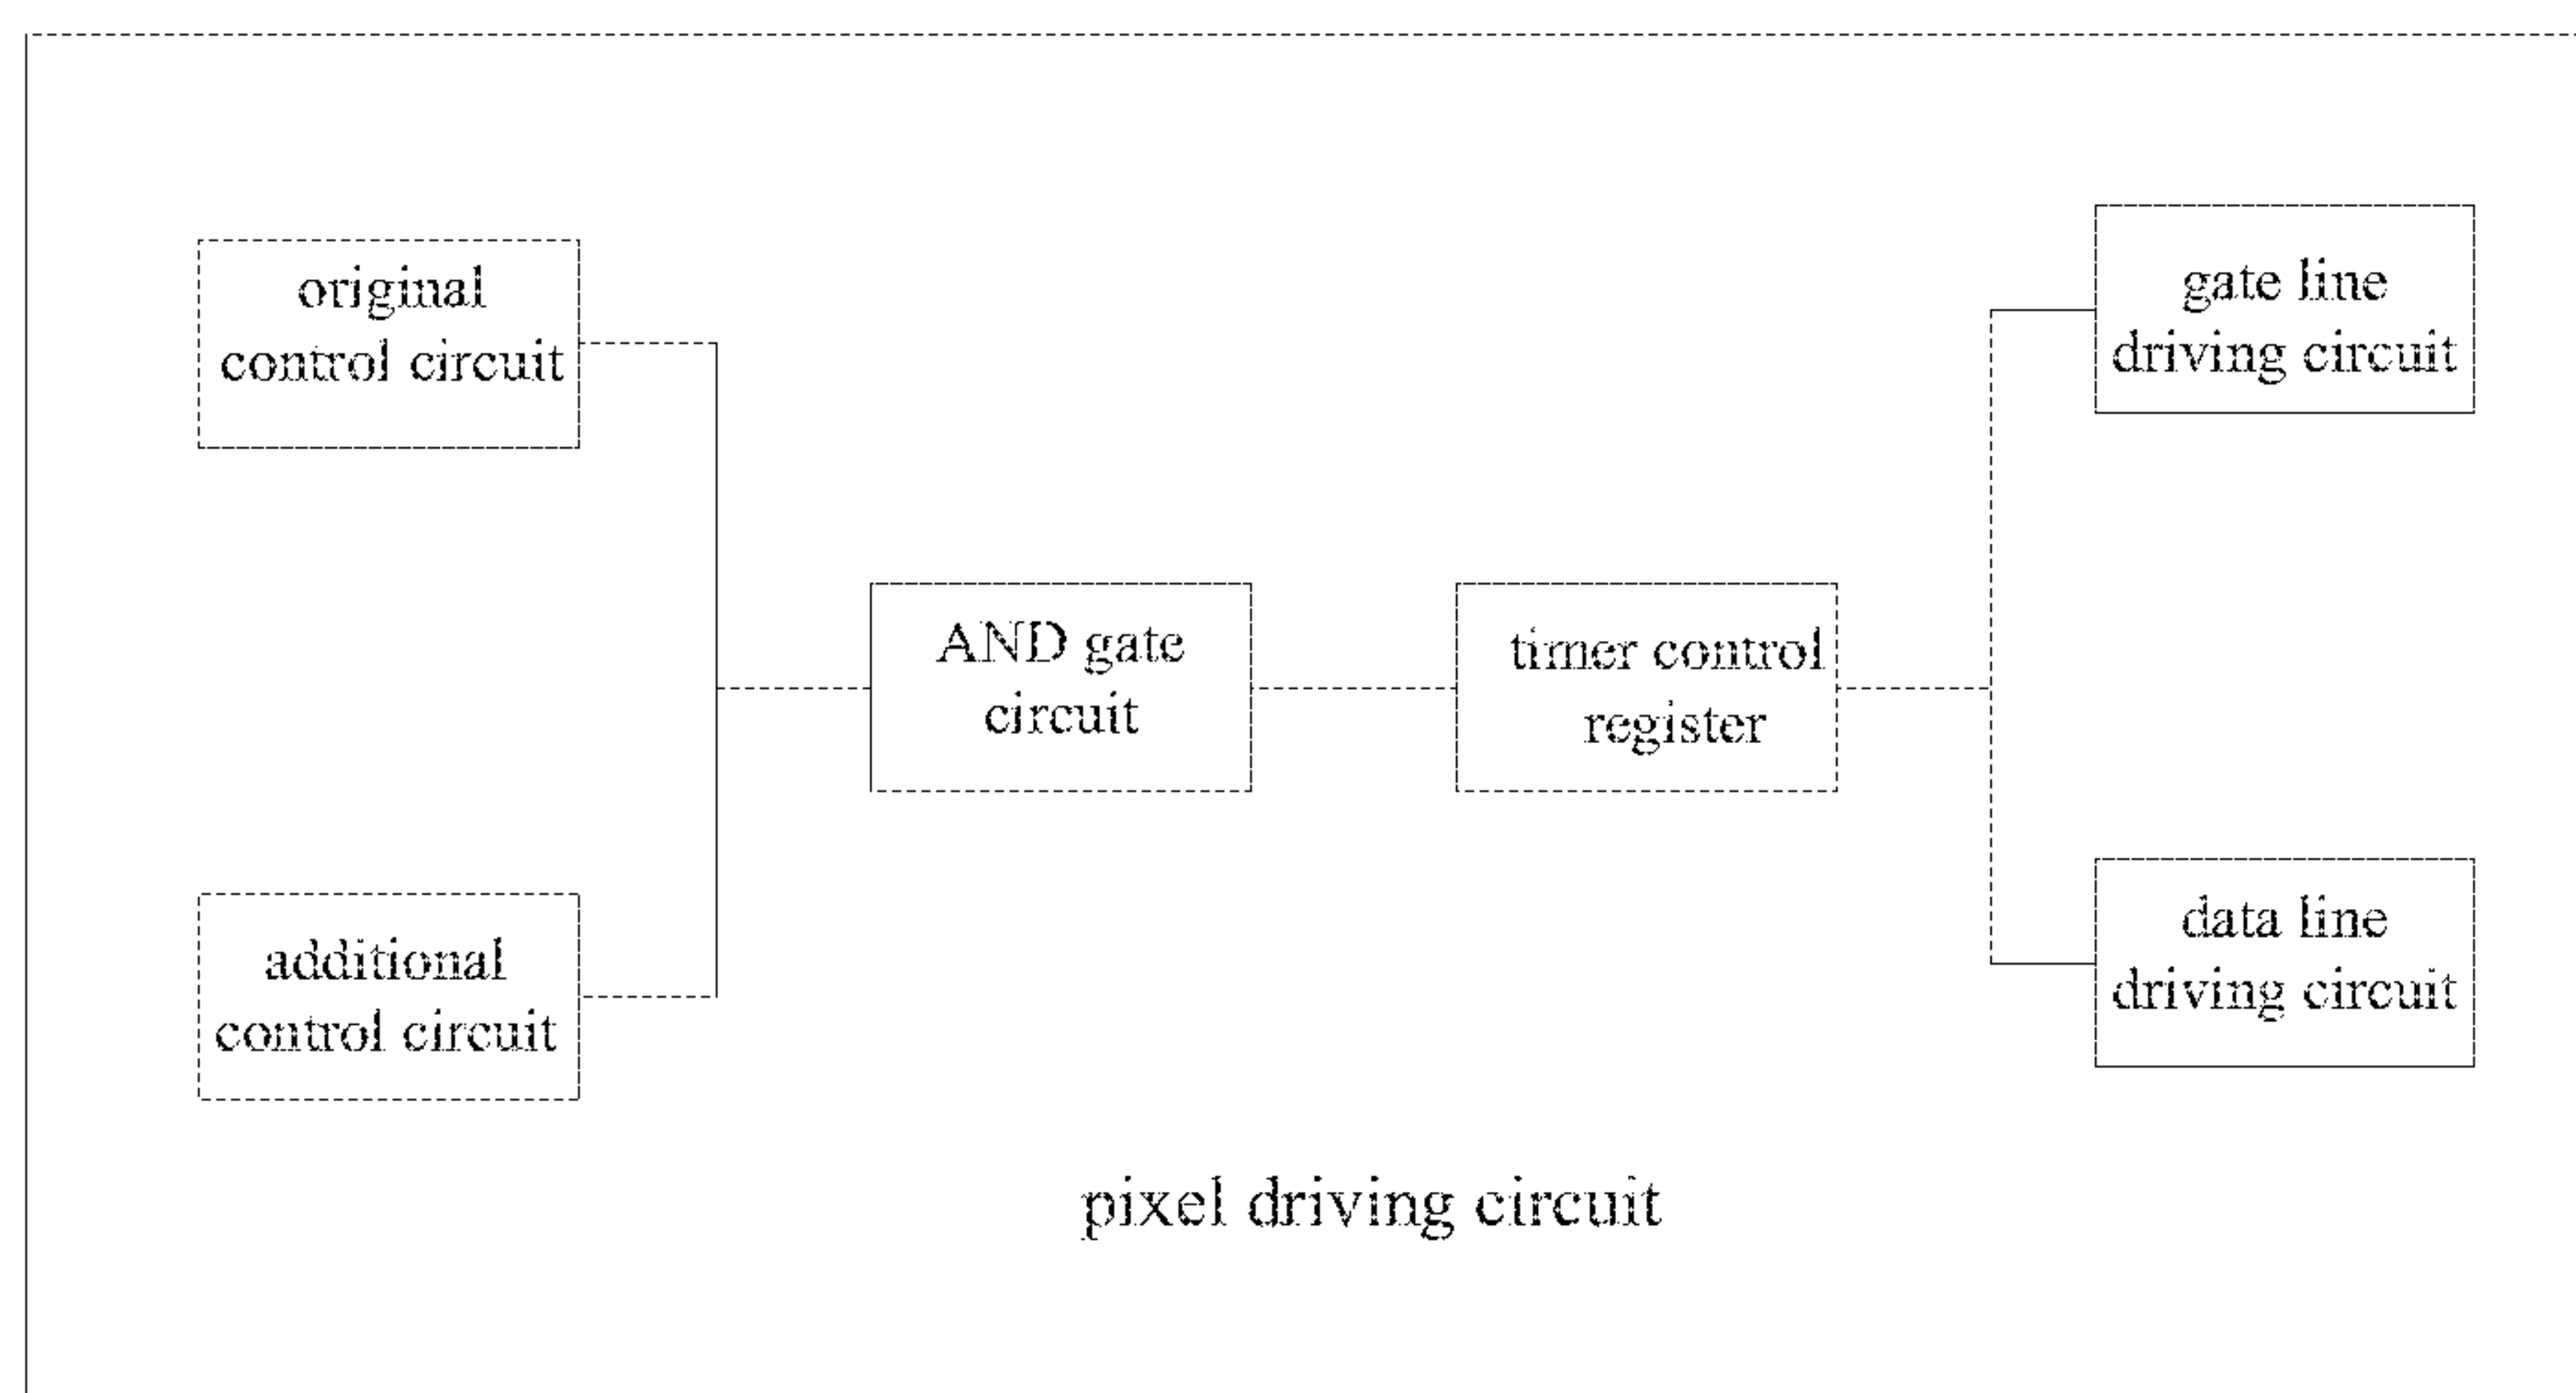 original
control circuit
additional
control circuit
AND gate
circuit
timer control
register
gate line
driving circuit
data line
driving circuit
pixel driving circuit